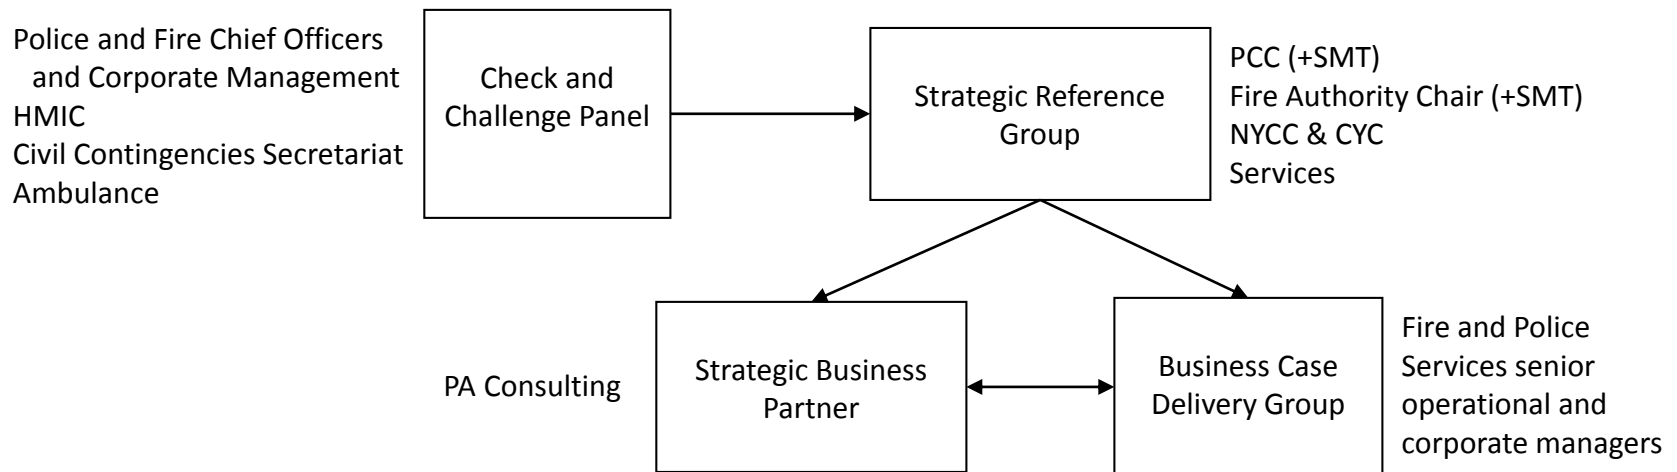 Police and Fire Chief Officers
and Corporate Management
HMIC
Civil Contingencies Secretariat
Ambulance
Check and
Challenge Panel
Strategic Reference
Group
PCC (+SMT)
Fire Authority Chair (+SMT)
NYCC & CYC
Services
PA Consulting
Strategic Business
Partner
Business Case
Delivery Group
Fire and Police
Services senior
operational and
corporate managers